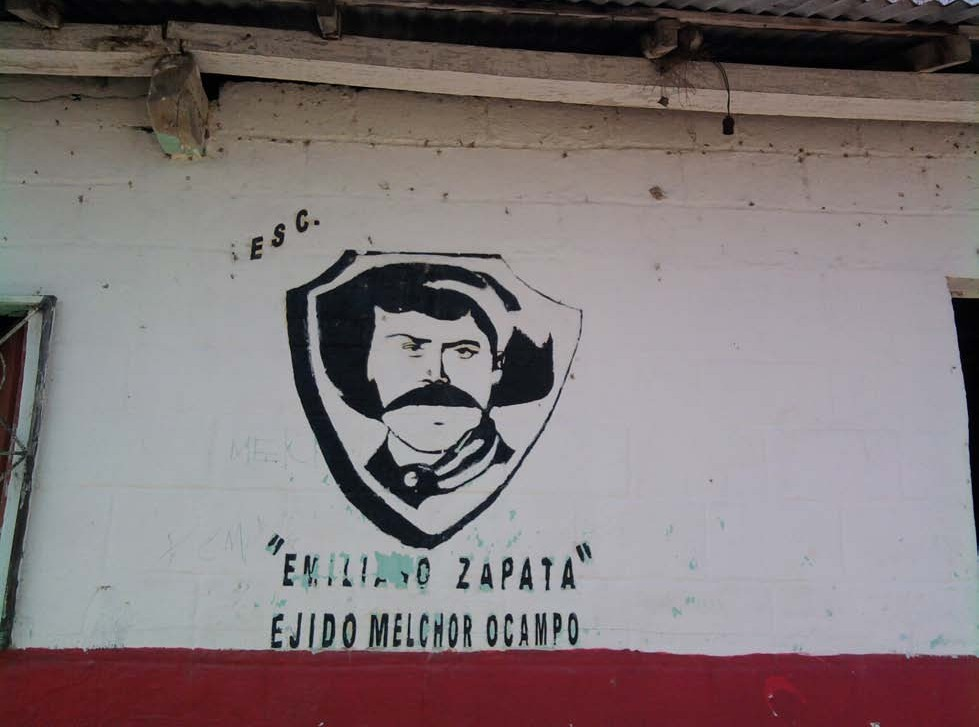 ESC.
"EMILIANO ZAPATA"
EJIDO MELCHOR OCAMPO